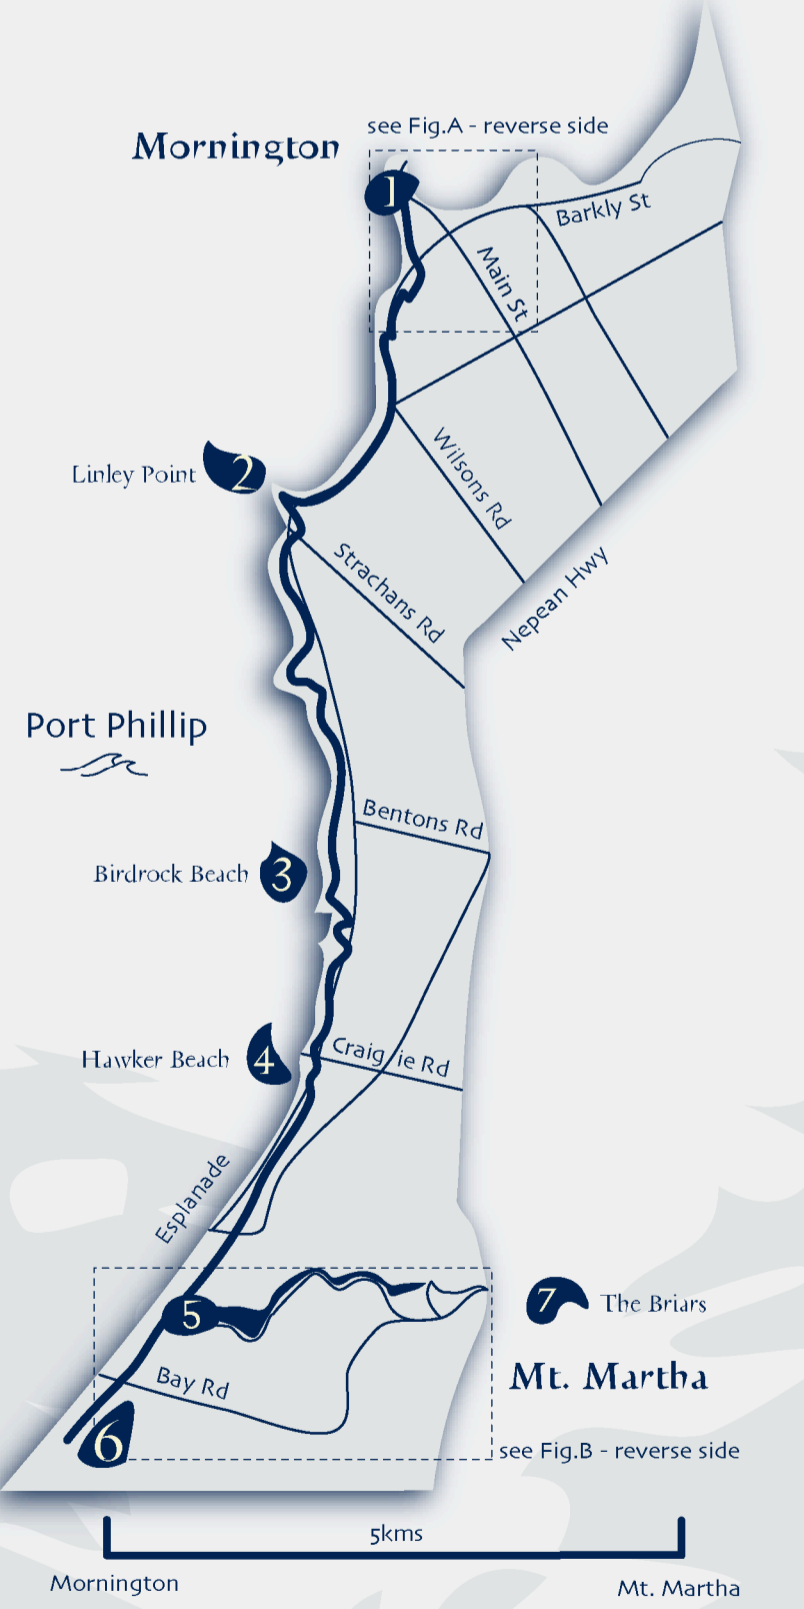 see Fig.A - reverse side
Mornington
1
Barkly St
Main St
Wilsons Rd
2
Linley Point
Strachans Rd
Nepean Hwy
Port Phillip
Bentons Rd
3
Birdrock Beach
4
Hawker Beach
Craigie Rd
Esplanade
5
7
The Briars
Mt. Martha
Bay Rd
6
see Fig.B - reverse side
5kms
Mornington
Mt. Martha